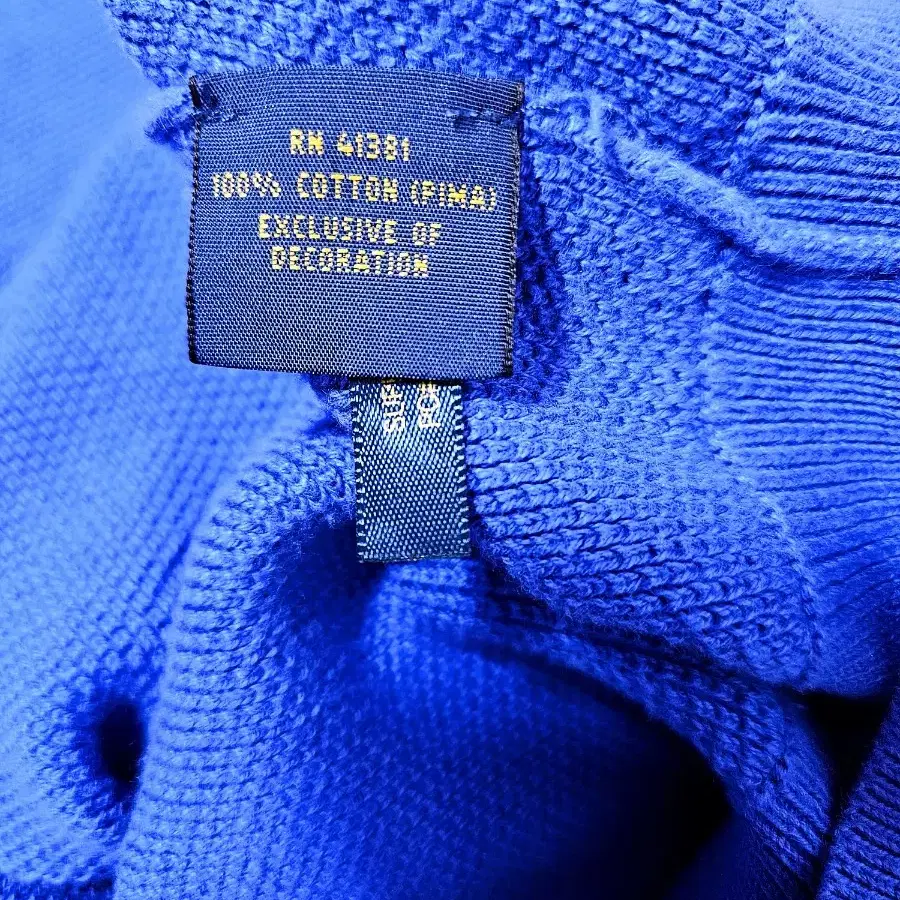 RN 41381
100% COTTON (PIMA)
EXCLUSIVE OF
DECORATION